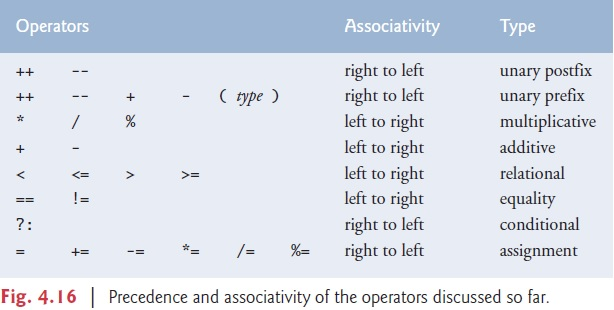 Operators Associativity Type
++ -- right to left unary postfix
++ -- + - ( type ) right to left unary prefix
* / % left to right multiplicative
+ - left to right additive
< <= > >= left to right relational
== != left to right equality
?: right to left conditional
= += -= *= /= %= right to left assignment
Fig. 4.16 | Precedence and associativity of the operators discussed so far.